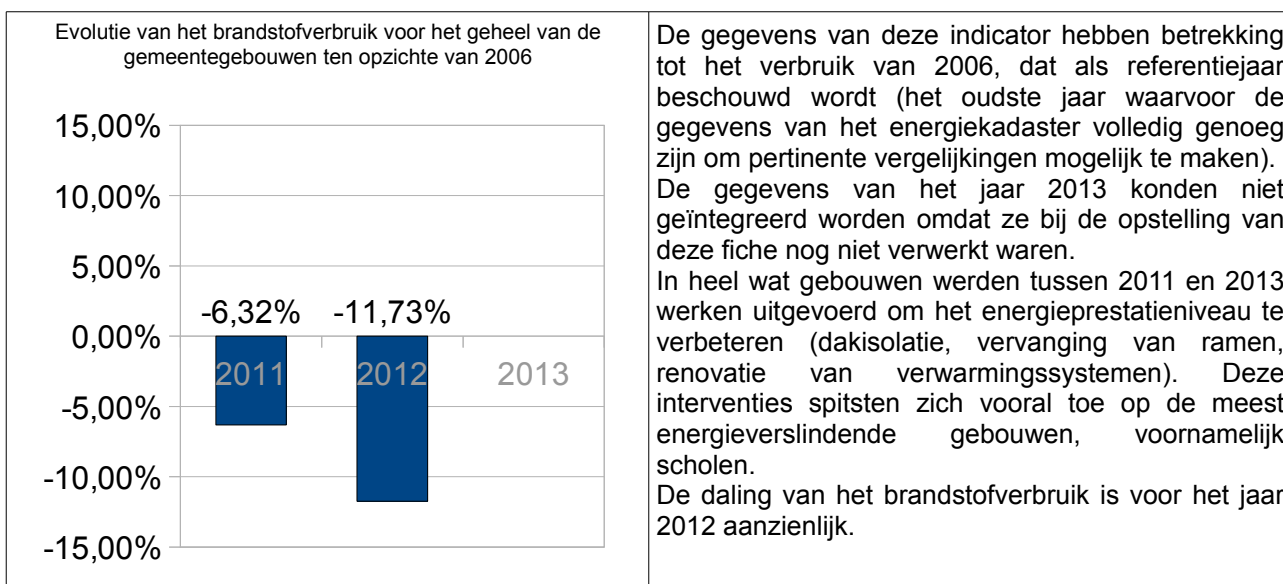 Evolutie van het brandstofverbruik voor het geheel van de
gemeentegebouwen ten opzichte van 2006
15,00%
10,00%
5,00%
0,00%
-5,00%
-10,00%
-15,00%
-6,32%
-11,73%
2011
2012
2013
De gegevens van deze indicator hebben betrekking
tot het verbruik van 2006, dat als referentiejaar
beschouwd wordt (het oudste jaar waarvoor de
gegevens van het energiekadaster volledig genoeg
zijn om pertinente vergelijkingen mogelijk te maken).
De gegevens van het jaar 2013 konden niet
geïntegreerd worden omdat ze bij de opstelling van
deze fiche nog niet verwerkt waren.
In heel wat gebouwen werden tussen 2011 en 2013
werken uitgevoerd om het energieprestatieniveau te
verbeteren (dakisolatie, vervanging van ramen,
renovatie van verwarmingssystemen). Deze
interventies spitsten zich vooral toe op de meest
energieverslindende gebouwen, voornamelijk
scholen.
De daling van het brandstofverbruik is voor het jaar
2012 aanzienlijk.